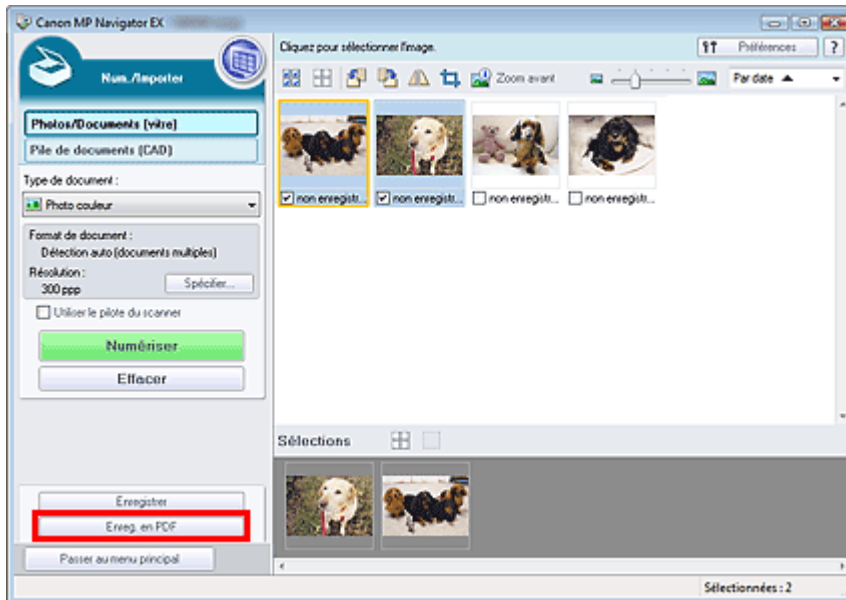 Canon MP Navigator EX
Cliquez pour sélectionner l'image.
Préférences
?
Num./Importer
Zoom avant
Par date
Photos/Documents (vitre)
Pile de documents (CAD)
Type de document :
Photo couleur
Format de document :
Détection auto (documents multiples)
Résolution :
300 ppp
Spécifier...
Utiliser le pilote du scanner
Numériser
Effacer
non enregistr...
non enregistr...
non enregistr...
non enregistr...
Sélections
Enregistrer
Enreg. en PDF
Passer au menu principal
Sélectionnées : 2